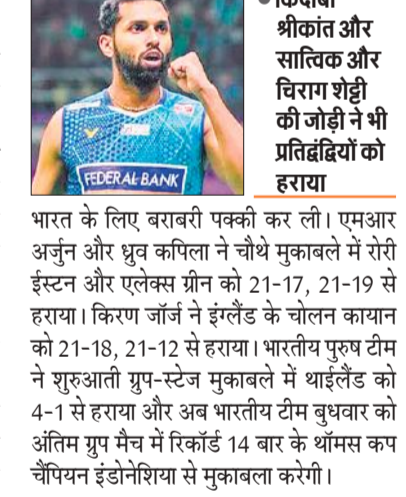 श्रीकांत और
सात्विक और
चिराग शेट्टी
की जोड़ी ने भी
प्रतिद्वंद्वियों को
हराया
FEDERAL BANK
भारत के लिए बराबरी पक्की कर ली। एमआर
अर्जुन और ध्रुव कपिला ने चौथे मुकाबले में रोरी
ईस्टन और एलेक्स ग्रीन को 21-17, 21-19 से
हराया। किरण जॉर्ज ने इंग्लैंड के चोलन कायान
को 21-18, 21-12 से हराया। भारतीय पुरुष टीम
ने शुरुआती ग्रुप-स्टेज मुकाबले में थाईलैंड को
4-1 से हराया और अब भारतीय टीम बुधवार को
अंतिम ग्रुप मैच में रिकॉर्ड 14 बार के थॉमस कप
चैंपियन इंडोनेशिया से मुकाबला करेगी।